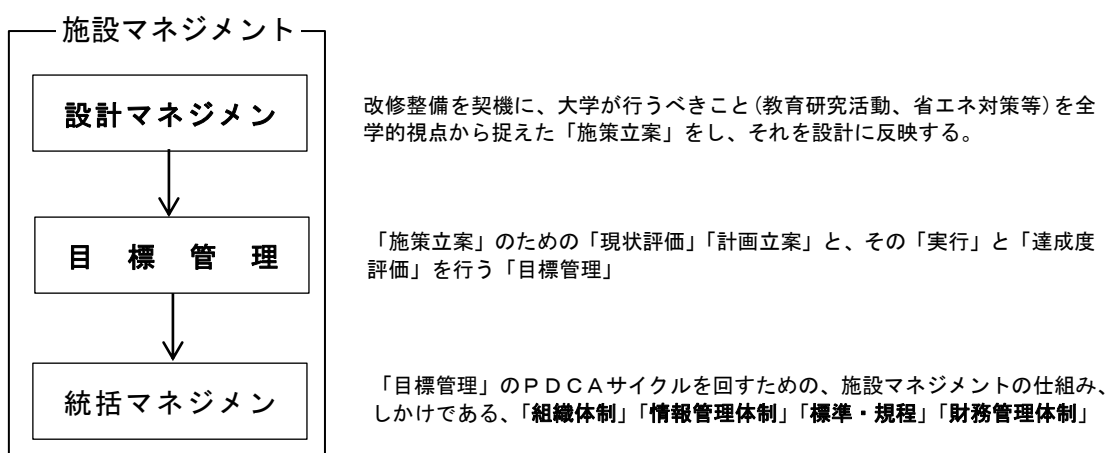 施設マネジメント
設計マネジメン
改修整備を契機に、大学が行うべきこと(教育研究活動、省エネ対策等)を全
学的視点から捉えた「施策立案」をし、それを設計に反映する。
目標管理
「施策立案」のための「現状評価」「計画立案」と、その「実行」と「達成度
評価」を行う「目標管理」
統括マネジメン
「目標管理」のPDCAサイクルを回すための、施設マネジメントの仕組み、
しかけである、「組織体制」「情報管理体制」「標準・規程」「財務管理体制」